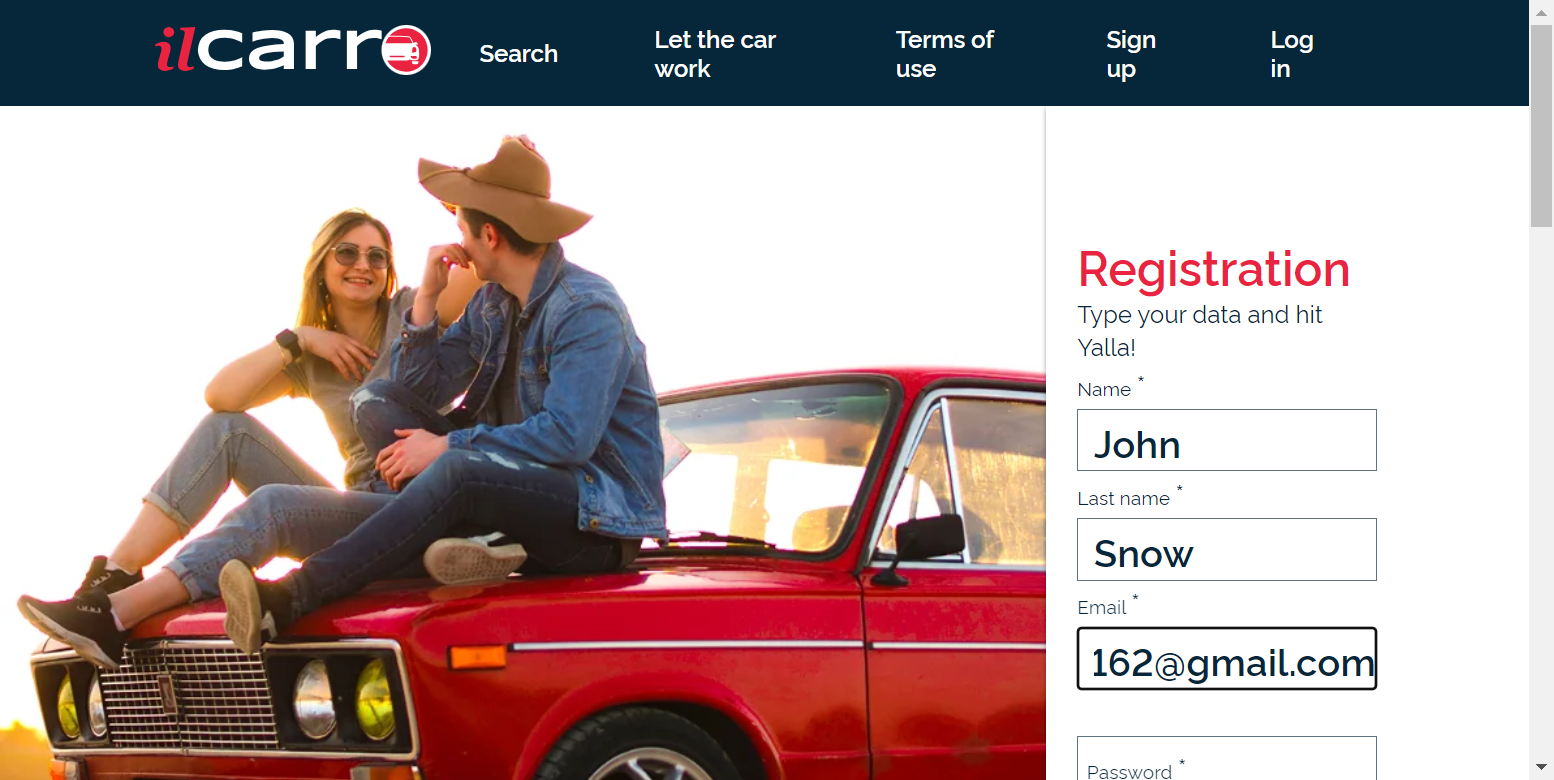 ilcarro
Search
Let the car
work
Terms of
use
Sign
up
Log
in
Registration
Type your data and hit
Yalla!
Name *
John
Last name *
Snow
Email *
162@gmail.com
Password *